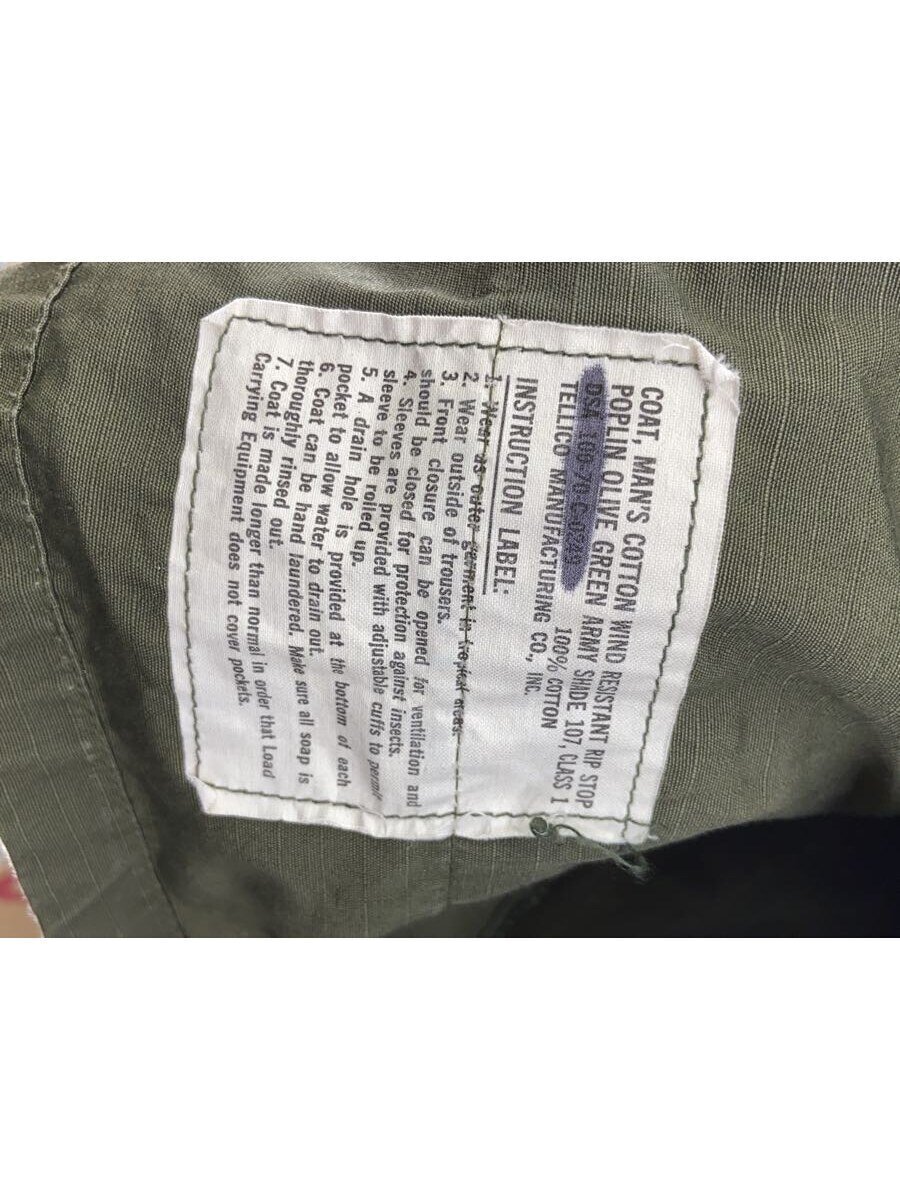 COAT, MAN'S COTTON WIND RESISTANT RIP STOP
POPLIN OLIVE GREEN ARMY SHADE 107, CLASS 1
DSA 100-70-C- 100% COTTON
TELLICO MANUFACTURING CO., INC.
INSTRUCTION LABEL:
1. Wear as outer garment in tropical areas.
2. Wear outside of trousers.
3. Front closure can be opened for ventilation and
should be closed for protection against insects.
4. Sleeves are provided with adjustable cuffs to permit
sleeve to be rolled up.
5. A drain hole is provided at the bottom of each
pocket to allow water to drain out.
6. Coat can be hand laundered. Make sure all soap is
thoroughly rinsed out.
7. Coat is made longer than normal in order that Load
Carrying Equipment does not cover pockets.